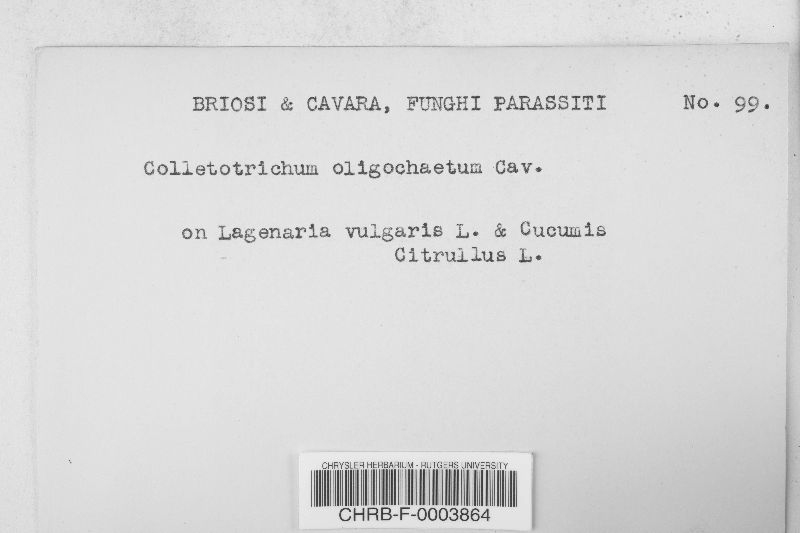 BRIOSI & CAVARA, FUNGHI PARASSITI No. 99.
Colletotrichum oligochaetum Cav.
on Lagenaria vulgaris L. & Cucumis
Citrullus L.
CHRYSLER HERBARIUM - RUTGERS UNIVERSITY
CHRB-F-0003864